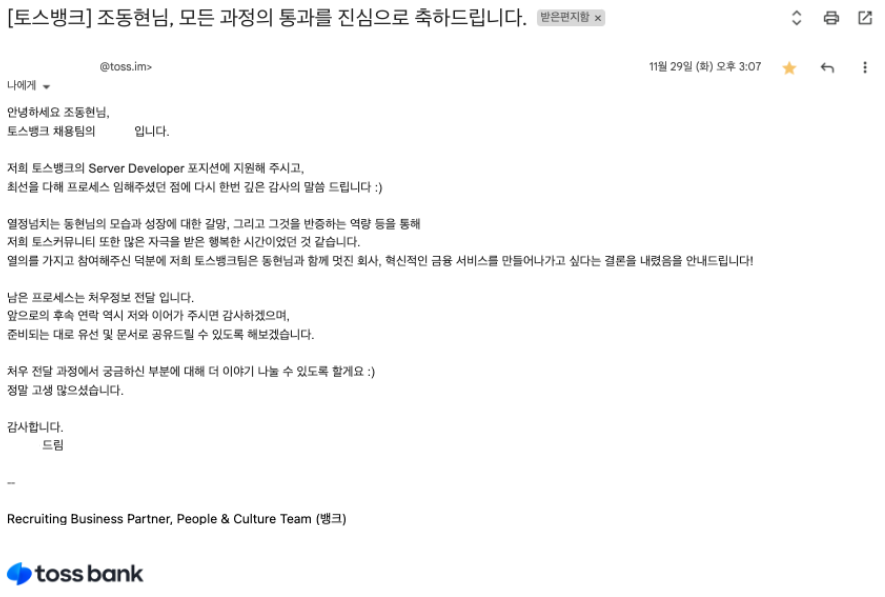 [토스뱅크] 조동현님, 모든 과정의 통과를 진심으로 축하드립니다. 받은편지함 ×
@toss.im> 11월 29일 (화) 오후 3:07
나에게
안녕하세요 조동현님,
토스뱅크 채용팀의 입니다.
저희 토스뱅크의 Server Developer 포지션에 지원해 주시고,
최선을 다해 프로세스 임해주셨던 점에 다시 한번 깊은 감사의 말씀 드립니다 :)
열정넘치는 동현님의 모습과 성장에 대한 갈망, 그리고 그것을 반증하는 역량 등을 통해
저희 토스커뮤니티 또한 많은 자극을 받은 행복한 시간이었던 것 같습니다.
열의를 가지고 참여해주신 덕분에 저희 토스뱅크팀은 동현님과 함께 멋진 회사, 혁신적인 금융 서비스를 만들어나가고 싶다는 결론을 내렸음을 안내드립니다!
남은 프로세스는 처우정보 전달 입니다.
앞으로의 후속 연락 역시 저와 이어가 주시면 감사하겠으며,
준비되는 대로 유선 및 문서로 공유드릴 수 있도록 해보겠습니다.
처우 전달 과정에서 궁금하신 부분에 대해 더 이야기 나눌 수 있도록 할게요 :)
정말 고생 많으셨습니다.
감사합니다.
드림
--
Recruiting Business Partner, People & Culture Team (뱅크)
toss bank